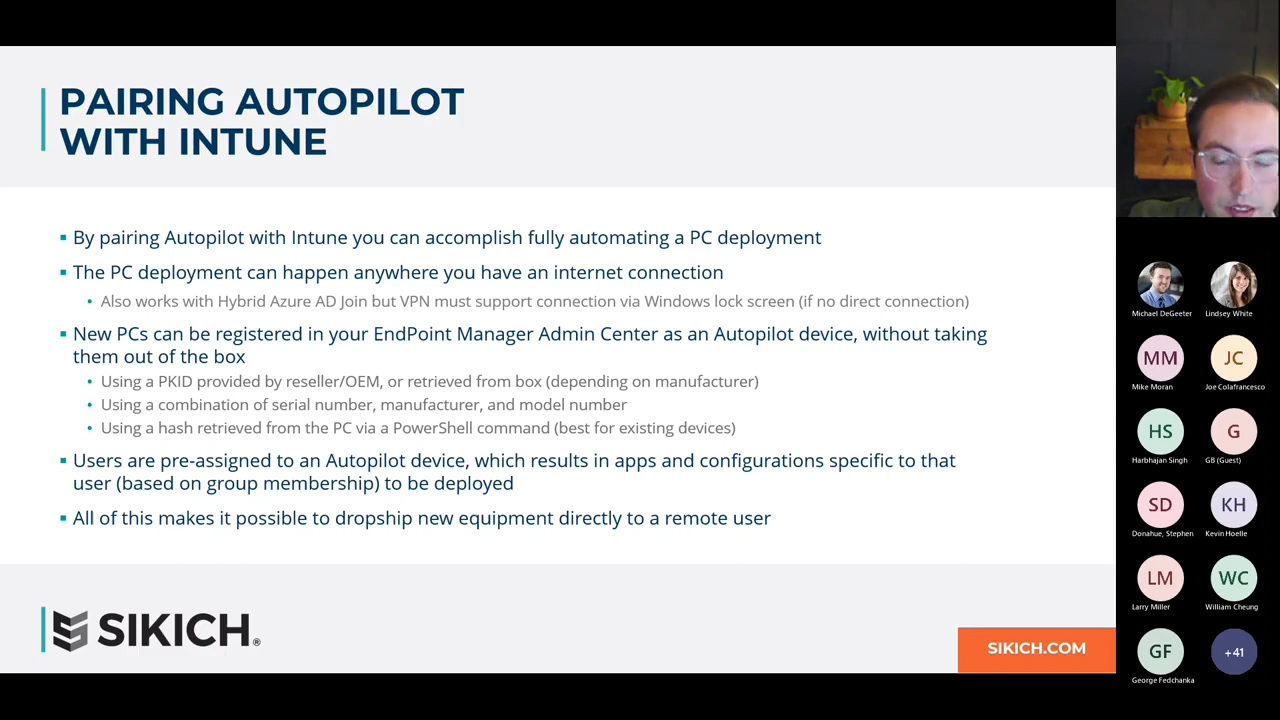 PAIRING AUTOPILOT
WITH INTUNE
By pairing Autopilot with Intune you can accomplish fully automating a PC deployment
The PC deployment can happen anywhere you have an internet connection
Also works with Hybrid Azure AD Join but VPN must support connection via Windows lock screen (if no direct connection)
New PCs can be registered in your EndPoint Manager Admin Center as an Autopilot device, without taking
them out of the box
Using a PKID provided by reseller/OEM, or retrieved from box (depending on manufacturer)
Using a combination of serial number, manufacturer, and model number
Using a hash retrieved from the PC via a PowerShell command (best for existing devices)
Users are pre-assigned to an Autopilot device, which results in apps and configurations specific to that
user (based on group membership) to be deployed
All of this makes it possible to dropship new equipment directly to a remote user
SIKICH®
SIKICH.COM
Michael DeGeeter
Lindsey White
MM
JC
Mike Moran
Joe Colafrancesco
HS
G
Harbhajan Singh
GB (Guest)
SD
KH
Donahue, Stephen
Kevin Hoelle
LM
WC
Larry Miller
William Cheung
GF
+41
George Fedchanka